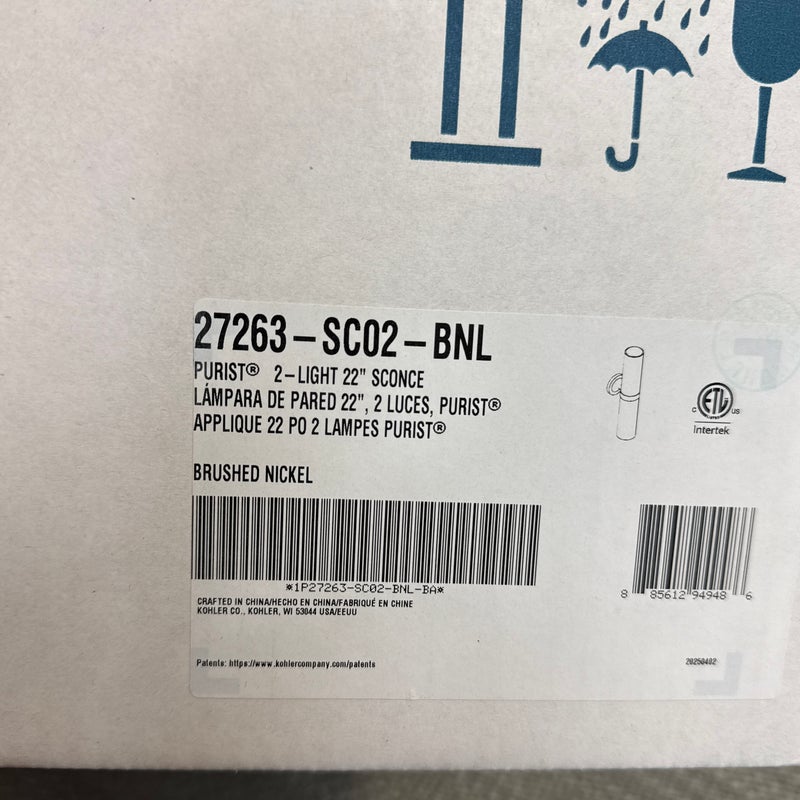 27263-SC02-BNL
PURIST® 2-LIGHT 22" SCONCE
LÁMPARA DE PARED 22", 2 LUCES, PURIST®
APPLIQUE 22 PO 2 LAMPES PURIST®
C ETL US
Intertek
BRUSHED NICKEL
*1P27263-SC02-BNL-BA*
8 85612 94948 6
CRAFTED IN CHINA/HECHO EN CHINA/FABRIQUÉ EN CHINE
KOHLER CO., KOHLER, WI 53044 USA/EEUU
Patents: https://www.kohlercompany.com/patents
20250402